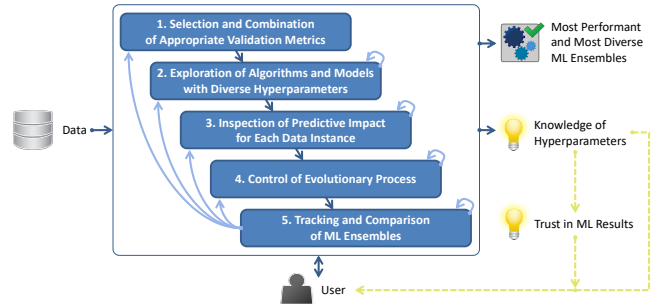 1. Selection and Combination
of Appropriate Validation Metrics
2. Exploration of Algorithms and Models
with Diverse Hyperparameters
3. Inspection of Predictive Impact
for Each Data Instance
4. Control of Evolutionary Process
5. Tracking and Comparison
of ML Ensembles
Data
Most Performant
and Most Diverse
ML Ensembles
Knowledge of
Hyperparameters
Trust in ML Results
User